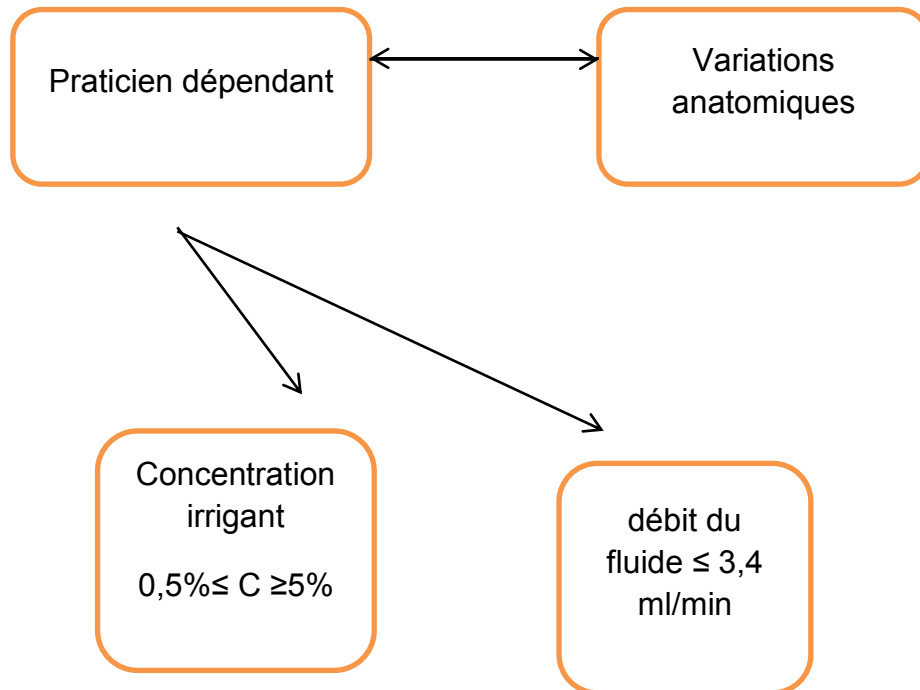 Praticien dépendant
Variations
anatomiques
Concentration
irrigant
0,5%≤ C ≥5%
débit du
fluide ≤ 3,4
ml/min